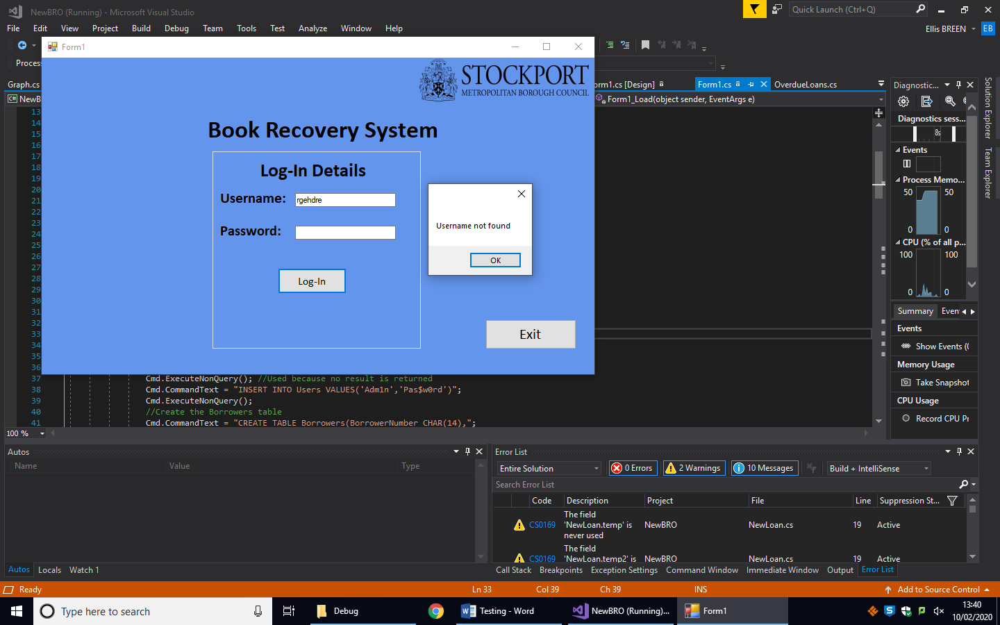 NewBRO (Running) - Microsoft Visual Studio
Quick Launch (Ctrl+Q)
File Edit View Project Build Debug Team Tools Test Analyze Window Help
Ellis BREEN EB
Form1
STOCKPORT
METROPOLITAN BOROUGH COUNCIL
Book Recovery System
Log-In Details
Username: rgehdre
Password:
Log-In
Username not found
OK
Exit
Graph.cs
[Design]
Form1.cs
OverdueLoans.cs
Form1_Load(object sender, EventArgs e)
13
14
15
16
17
18
19
20
21
22
23
24
25
26
27
28
29
30
31
32
33
34
35
36
37 Cmd.ExecuteNonQuery(); //Used because no result is returned
38 Cmd.CommandText = "INSERT INTO Users VALUES('Adm1n','Pas$w0rd')";
39 Cmd.ExecuteNonQuery();
40 //Create the Borrowers table
41 Cmd.CommandText = "CREATE TABLE Borrowers(BorrowerNumber CHAR(14),";
100 %
Diagnostic...
Diagnostics sess...
8s
Events
Process Memo...
50 50
0 0
CPU (% of all p...
100 100
0 0
Summary
Events
Show Events (
Memory Usage
Take Snapshot
CPU Usage
Record CPU
Solution Explorer
Team Explorer
Autos
Name Value Type
Autos Locals Watch 1
Error List
Entire Solution 0 Errors 2 Warnings 10 Messages Build + IntelliSense
Search Error List
Code Description Project File Line Suppression St...
CS0169 The field 'NewLoan.temp' is never used NewBRO NewLoan.cs 19 Active
CS0169 The field 'NewLoan.temp2' is NewBRO NewLoan.cs 19 Active
Call Stack Breakpoints Exception Settings Command Window Immediate Window Output Error List
Ready Ln 33 Col 39 Ch 39 INS Add to Source Control
Type here to search Debug Testing - Word NewBRO (Running)... Form1
13:40
10/02/2020